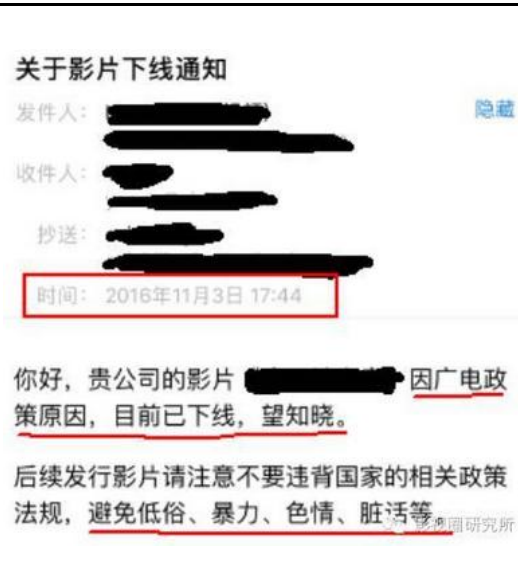 关于影片下线通知
发件人：
隐藏
收件人：
抄送：
时间： 2016年11月3日 17:44
你好，贵公司的影片 因广电政
策原因，目前已下线，望知晓。
后续发行影片请注意不要违背国家的相关政策
法规，避免低俗、暴力、色情、脏话等。
影视圈研究所